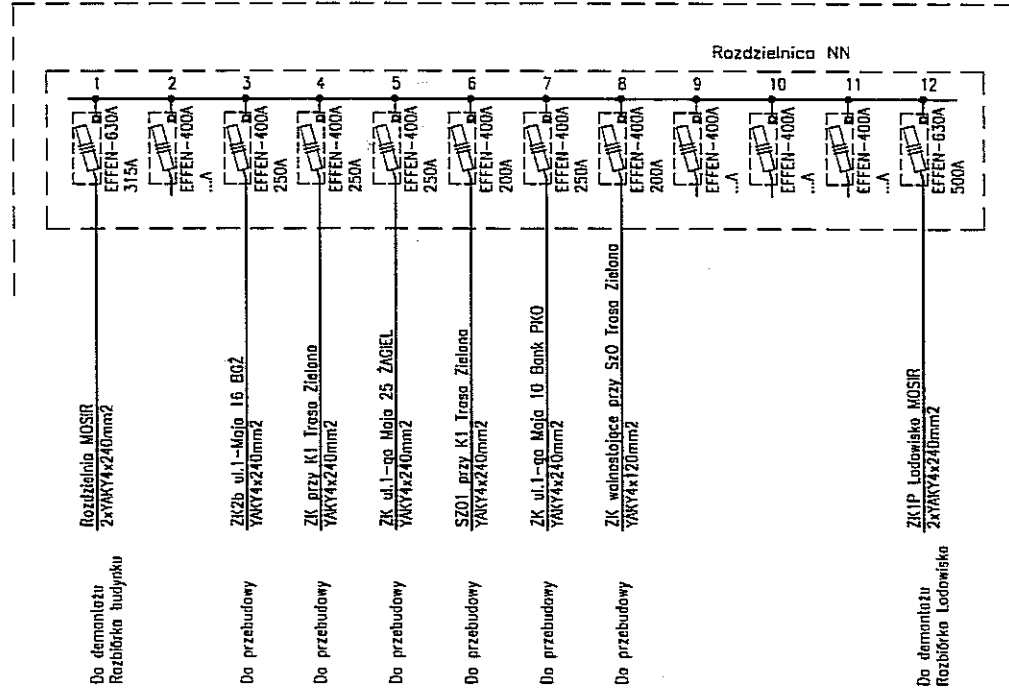 Rozdzielnica NN
1 2 3 4 5 6 7 8 9 10 11 12
EFFEN-630A
315A
EFFEN-400A
...A
EFFEN-400A
250A
EFFEN-400A
250A
EFFEN-400A
250A
EFFEN-400A
200A
EFFEN-400A
250A
EFFEN-400A
200A
EFFEN-400A
...A
EFFEN-400A
...A
EFFEN-400A
...A
EFFEN-630A
500A
Rozdzielnia MOSIR
2xYAKY4x240mm2
ZK2b ul.1-Maja 16 BGŻ
YAKY4x240mm2
ZK przy K1 Trasa Zielona
YAKY4x240mm2
ZK ul.1-go Maja 25 ŻAGIEL
YAKY4x240mm2
SZ01 przy K1 Trasa Zielona
YAKY4x240mm2
ZK ul.1-go Maja 10 Bank PKO
YAKY4x240mm2
ZK wolnostojące przy SzO Trasa Zielona
YAKY4x120mm2
ZK1P Lodowisko MOSIR
2xYAKY4x240mm2
Do demontażu
Rozbiórka budynku
Do przebudowy
Do przebudowy
Do przebudowy
Do przebudowy
Do przebudowy
Do przebudowy
Do demontażu
Rozbiórka Lodowiska